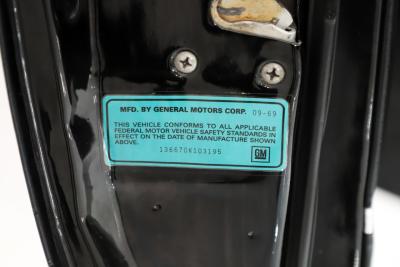 MFD. BY GENERAL MOTORS CORP. 09-69
THIS VEHICLE CONFORMS TO ALL APPLICABLE
FEDERAL MOTOR VEHICLE SAFETY STANDARDS IN
EFFECT ON THE DATE OF MANUFACTURE SHOWN
ABOVE.
136670K103195
GM